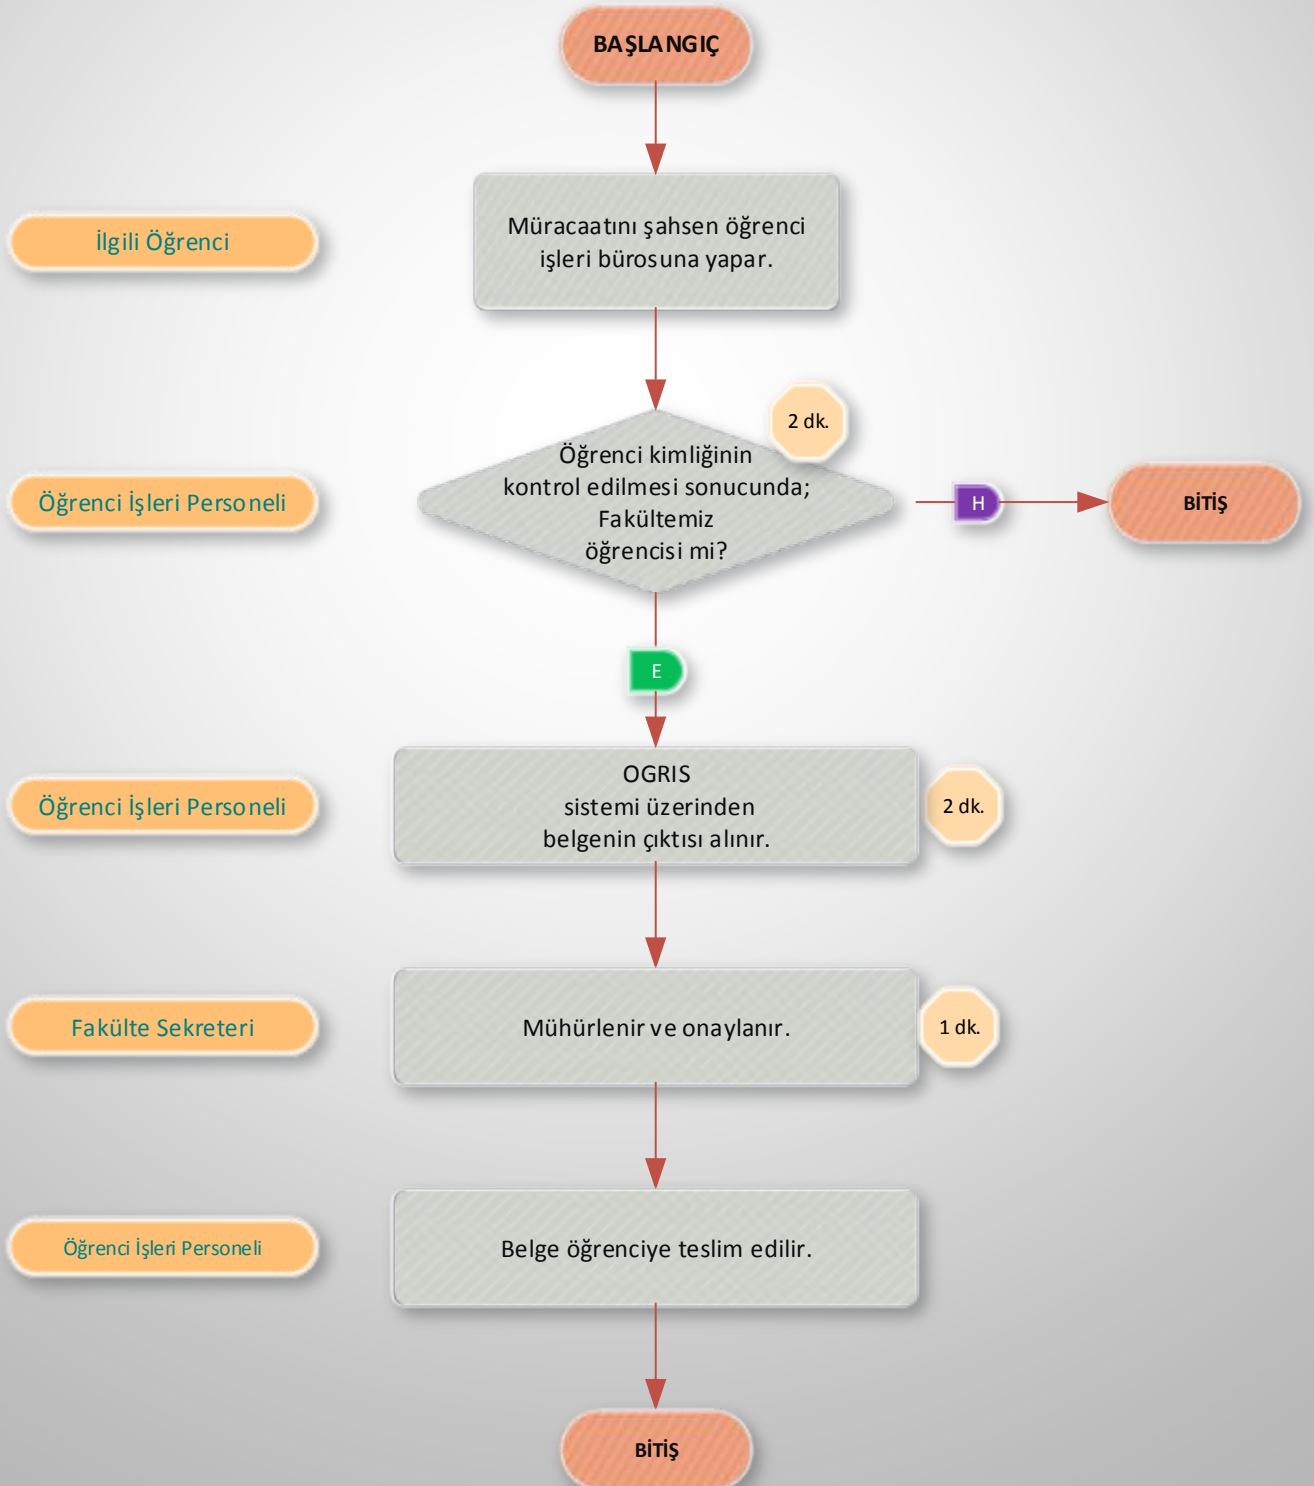 BAŞLANGIÇ
İlgili Öğrenci
Müracaatını şahsen öğrenci
işleri bürosuna yapar.
2 dk.
Öğrenci İşleri Personeli
Öğrenci kimliğinin
kontrol edilmesi sonucunda;
Fakültemiz
öğrencisi mi?
H
BİTİŞ
E
Öğrenci İşleri Personeli
OGRIS
sistemi üzerinden
belgenin çıktısı alınır.
2 dk.
Fakülte Sekreteri
Mühürlenir ve onaylanır.
1 dk.
Öğrenci İşleri Personeli
Belge öğrenciye teslim edilir.
BİTİŞ